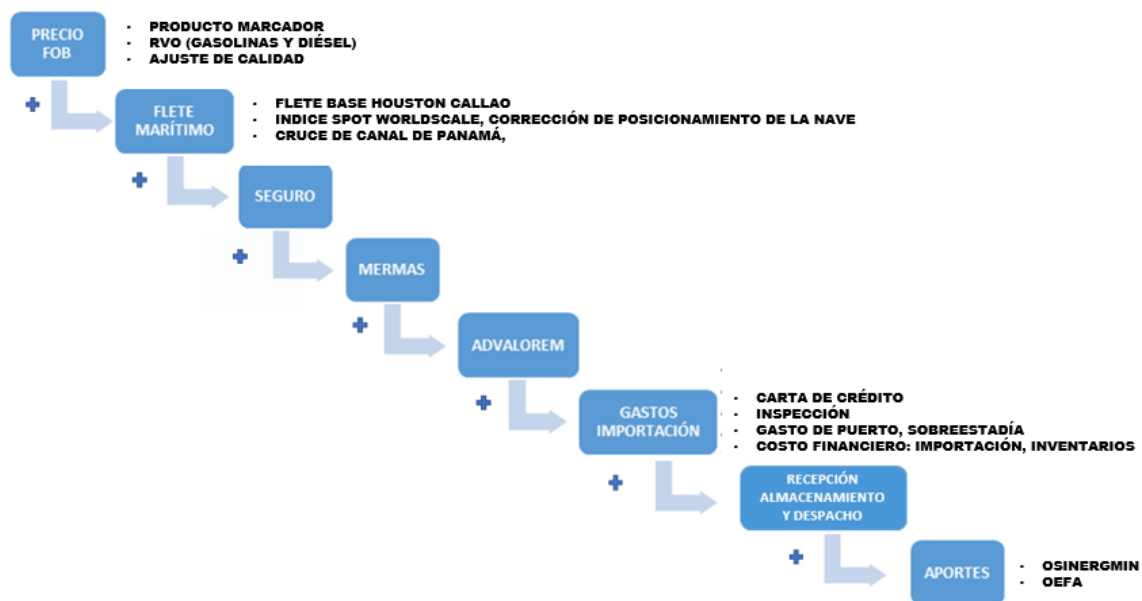 PRECIO
FOB
· PRODUCTO MARCADOR
· RVO (GASOLINAS Y DIÉSEL)
· AJUSTE DE CALIDAD
FLETE
MARÍTIMO
· FLETE BASE HOUSTON CALLAO
· INDICE SPOT WORLDSCALE, CORRECCIÓN DE POSICIONAMIENTO DE LA NAVE
· CRUCE DE CANAL DE PANAMÁ,
SEGURO
MERMAS
ADVALOREM
GASTOS
IMPORTACIÓN
· CARTA DE CRÉDITO
· INSPECCIÓN
· GASTO DE PUERTO, SOBREESTADÍA
· COSTO FINANCIERO: IMPORTACIÓN, INVENTARIOS
RECEPCIÓN
ALMACENAMIENTO
Y DESPACHO
APORTES
· OSINERGMIN
· OEFA